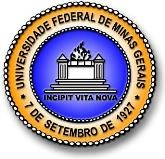 UNIVERSIDADE FEDERAL DE MINAS GERAIS
INCIPIT VITA NOVA
7 DE SETEMBRO DE 1927